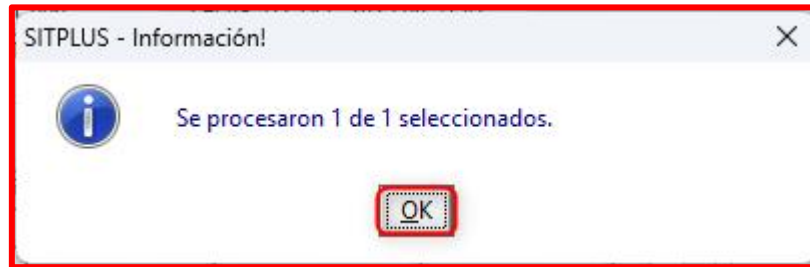 SITPLUS - Información!
Se procesaron 1 de 1 seleccionados.
OK